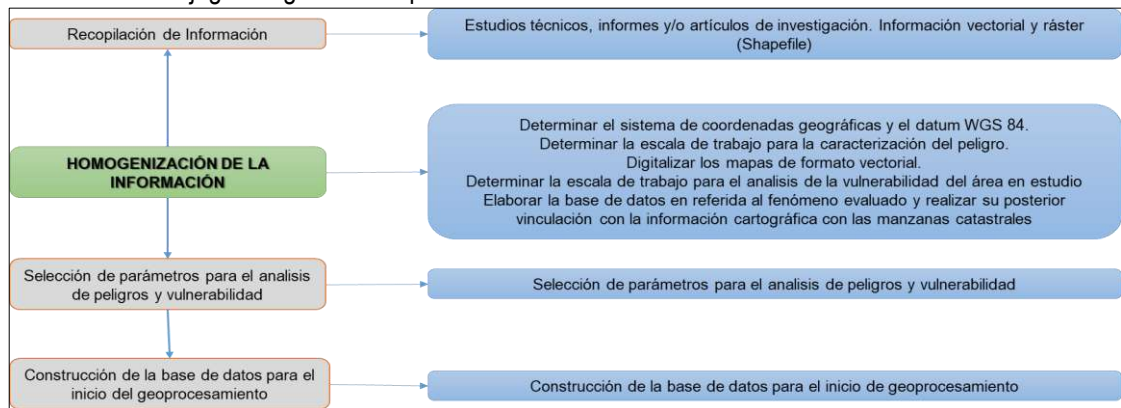 Recopilación de Información
Estudios técnicos, informes y/o artículos de investigación. Información vectorial y ráster
(Shapefile)
HOMOGENIZACIÓN DE LA
INFORMACIÓN
Determinar el sistema de coordenadas geográficas y el datum WGS 84.
Determinar la escala de trabajo para la caracterización del peligro.
Digitalizar los mapas de formato vectorial.
Determinar la escala de trabajo para el analisis de la vulnerabilidad del área en estudio
Elaborar la base de datos en referida al fenómeno evaluado y realizar su posterior
vinculación con la información cartográfica con las manzanas catastrales
Selección de parámetros para el analisis
de peligros y vulnerabilidad
Selección de parámetros para el analisis de peligros y vulnerabilidad
Construcción de la base de datos para el
inicio del geoprocesamiento
Construcción de la base de datos para el inicio de geoprocesamiento